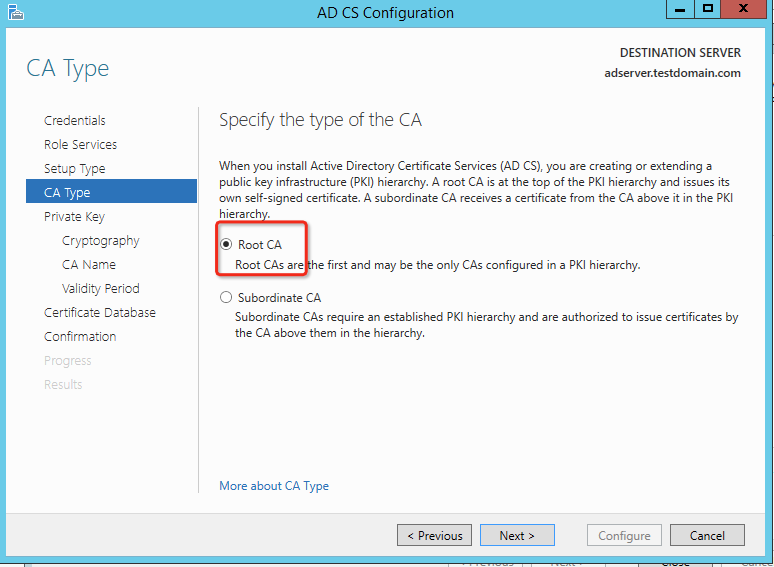 AD CS Configuration
CA Type
DESTINATION SERVER
adserver.testdomain.com
Credentials
Role Services
Setup Type
CA Type
Private Key
Cryptography
CA Name
Validity Period
Certificate Database
Confirmation
Progress
Results
Specify the type of the CA
When you install Active Directory Certificate Services (AD CS), you are creating or extending a
public key infrastructure (PKI) hierarchy. A root CA is at the top of the PKI hierarchy and issues its
own self-signed certificate. A subordinate CA receives a certificate from the CA above it in the PKI
hierarchy.
Root CA
Root CAs are the first and may be the only CAs configured in a PKI hierarchy.
Subordinate CA
Subordinate CAs require an established PKI hierarchy and are authorized to issue certificates by
the CA above them in the hierarchy.
More about CA Type
< Previous
Next >
Configure
Cancel